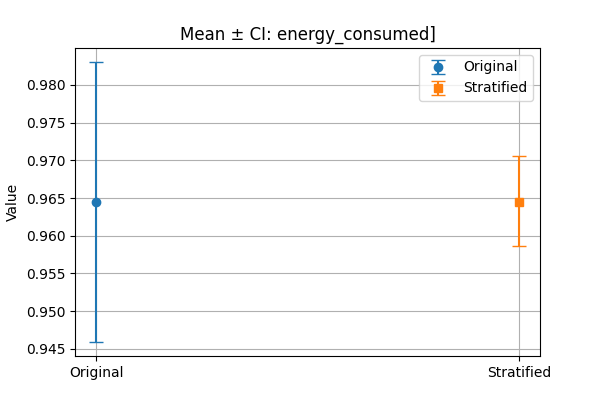 Mean ± CI: energy_consumed]
Original
Stratified
Value
0.980
0.975
0.970
0.965
0.960
0.955
0.950
0.945
Original
Stratified